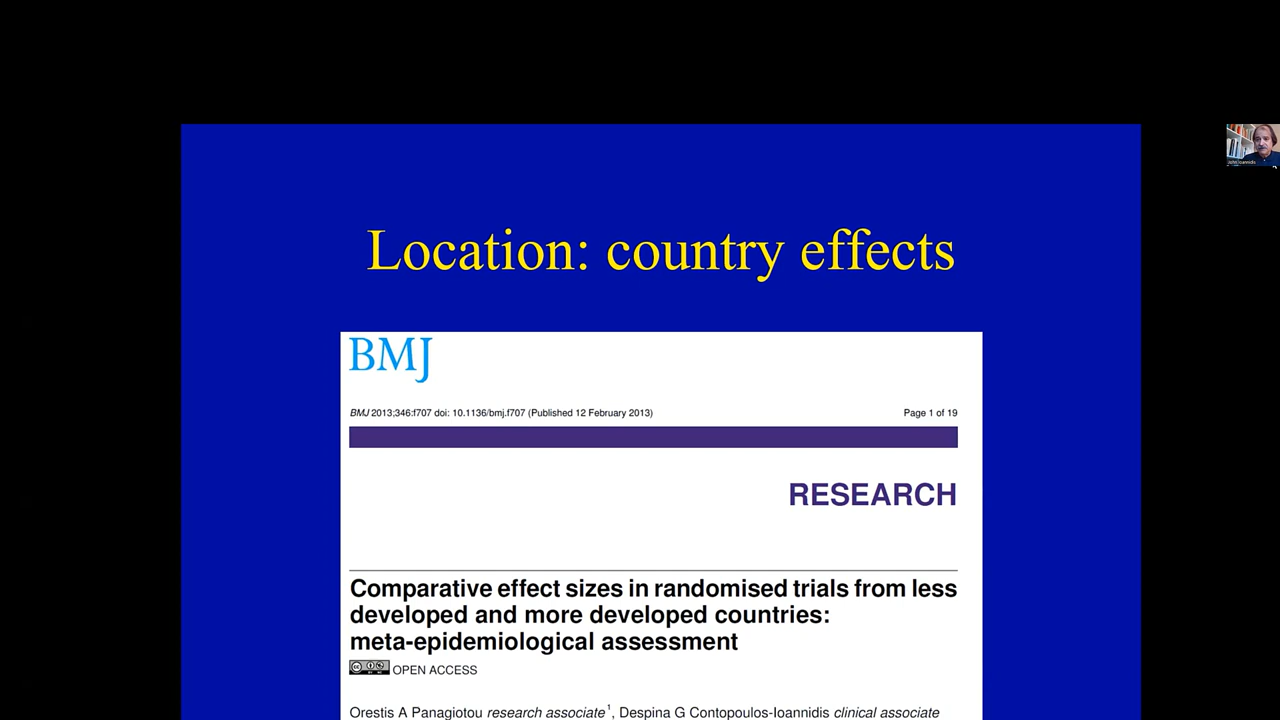 Location: country effects
BMJ
BMJ 2013;346:f707 doi: 10.1136/bmj.f707 (Published 12 February 2013)
Page 1 of 19
RESEARCH
Comparative effect sizes in randomised trials from less
developed and more developed countries:
meta-epidemiological assessment
OPEN ACCESS
Orestis A Panagiotou research associate¹, Despina G Contopoulos-Ioannidis clinical associate
John Ioannidis